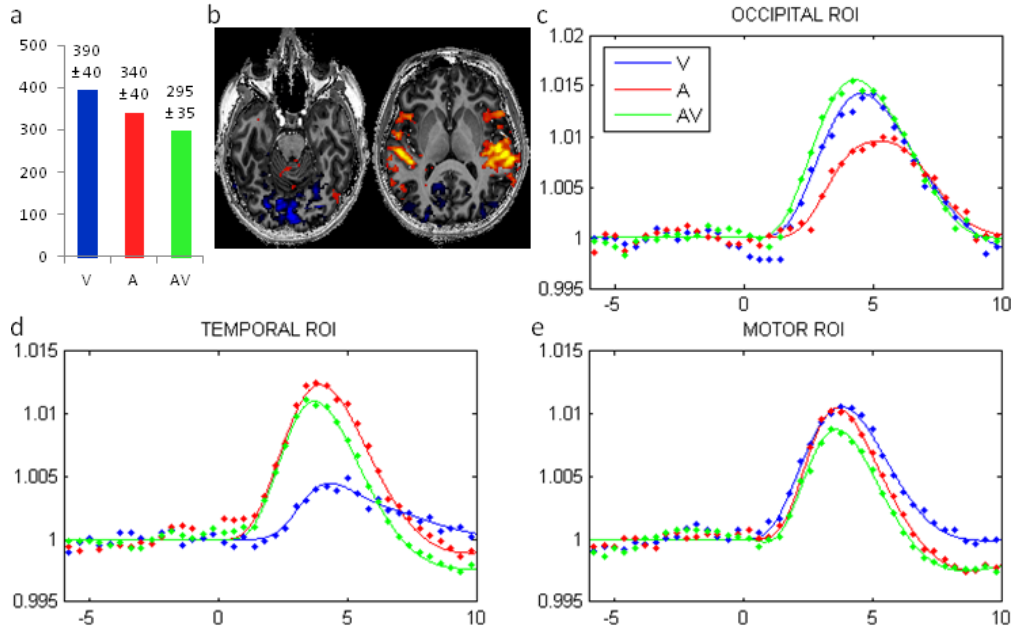 a
500
400
300
200
100
0
390
±40
340
±40
295
±35
V A AV
b
c
OCCIPITAL ROI
1.02
1.015
1.01
1.005
1
0.995
V
A
AV
-5 0 5 10
d
TEMPORAL ROI
1.015
1.01
1.005
1
0.995
-5 0 5 10
e
MOTOR ROI
1.015
1.01
1.005
1
0.995
-5 0 5 10